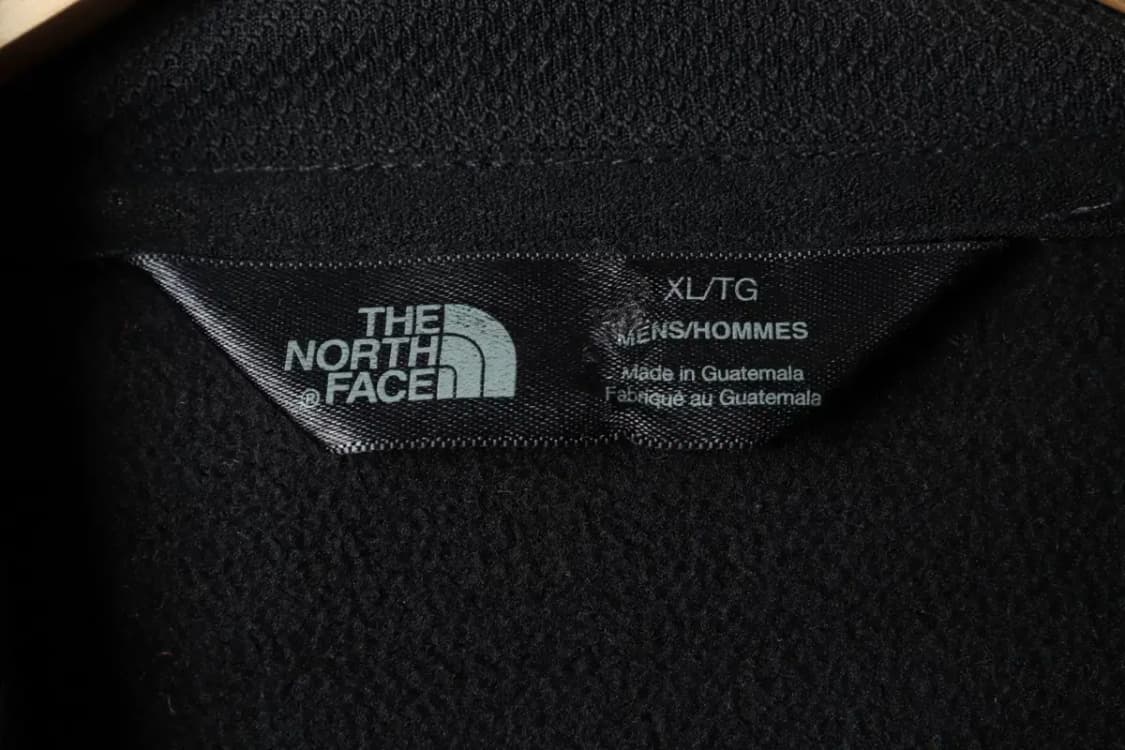 THE
NORTH
FACE
®
XL/TG
MENS/HOMMES
Made in Guatemala
Fabriqué au Guatemala